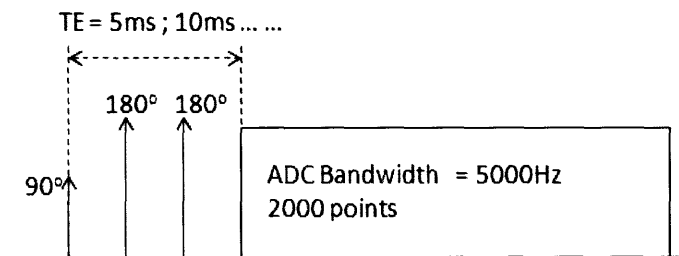 TE = 5ms ; 10ms ... ...
180° 180°
90°
ADC Bandwidth = 5000Hz
2000 points